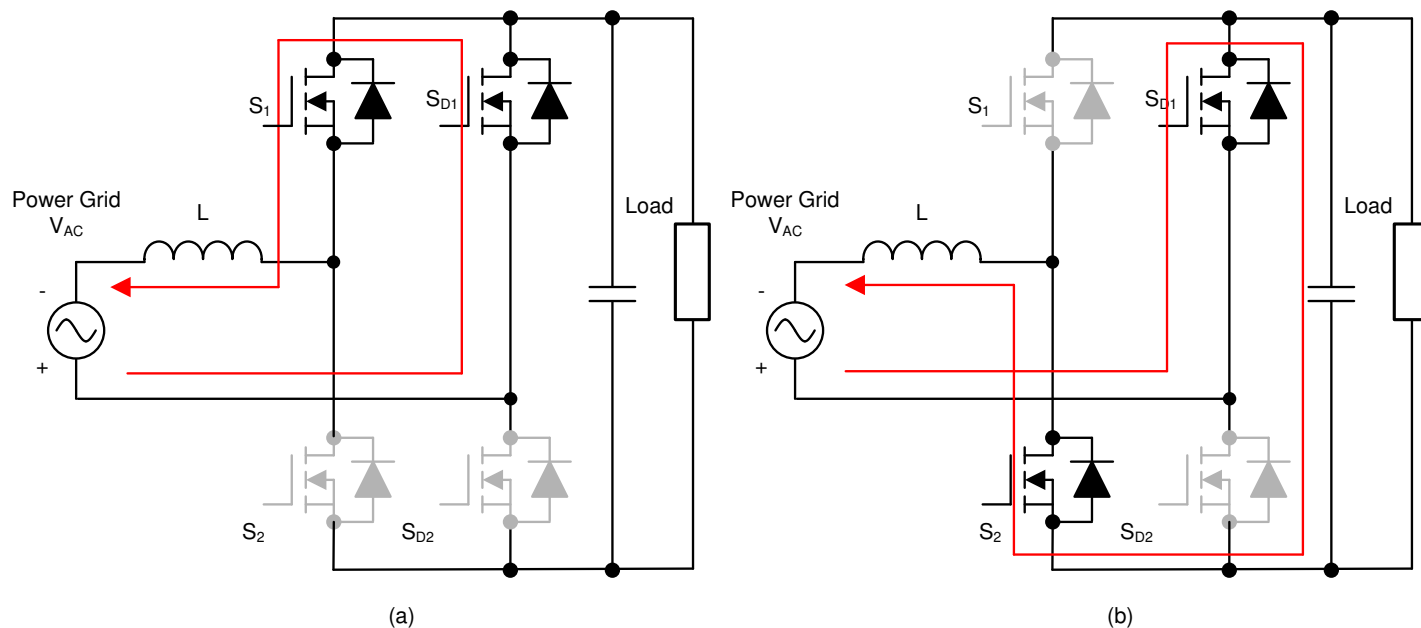 S1
SD1
Power Grid
VAC
L
Load
-
+
S2
SD2
(a)
S1
SD1
Power Grid
VAC
L
Load
-
+
S2
SD2
(b)